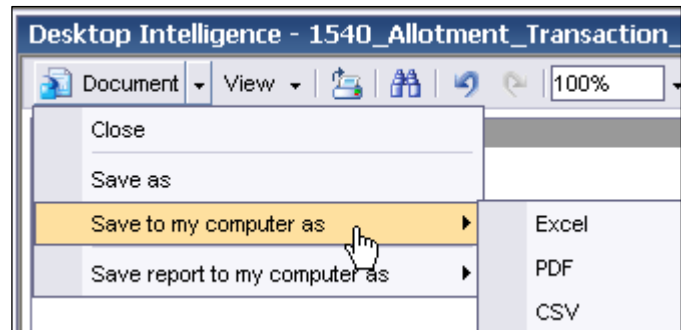 Desktop Intelligence - 1540_Allotment_Transaction_
Document View 100%
Close
Save as
Save to my computer as
Excel
Save report to my computer as
PDF
CSV